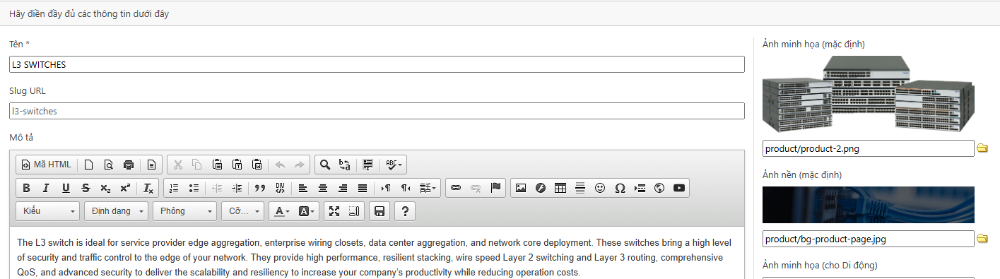 Hãy điền đầy đủ các thông tin dưới đây
Tên *
L3 SWITCHES
Slug URL
l3-switches
Mô tả
Mã HTML
ABC
B I U S x₂ x² Tx
DIV
話
Kiểu
Định dạng
Phông
Cỡ...
A
A
?
The L3 switch is ideal for service provider edge aggregation, enterprise wiring closets, data center aggregation, and network core deployment. These switches bring a high level
of security and traffic control to the edge of your network. They provide high performance, resilient stacking, wire speed Layer 2 switching and Layer 3 routing, comprehensive
QoS, and advanced security to deliver the scalability and resiliency to increase your company’s productivity while reducing operation costs.
Ảnh minh họa (mặc định)
product/product-2.png
Ảnh nền (mặc định)
product/bg-product-page.jpg
Ảnh minh họa (cho Di động)